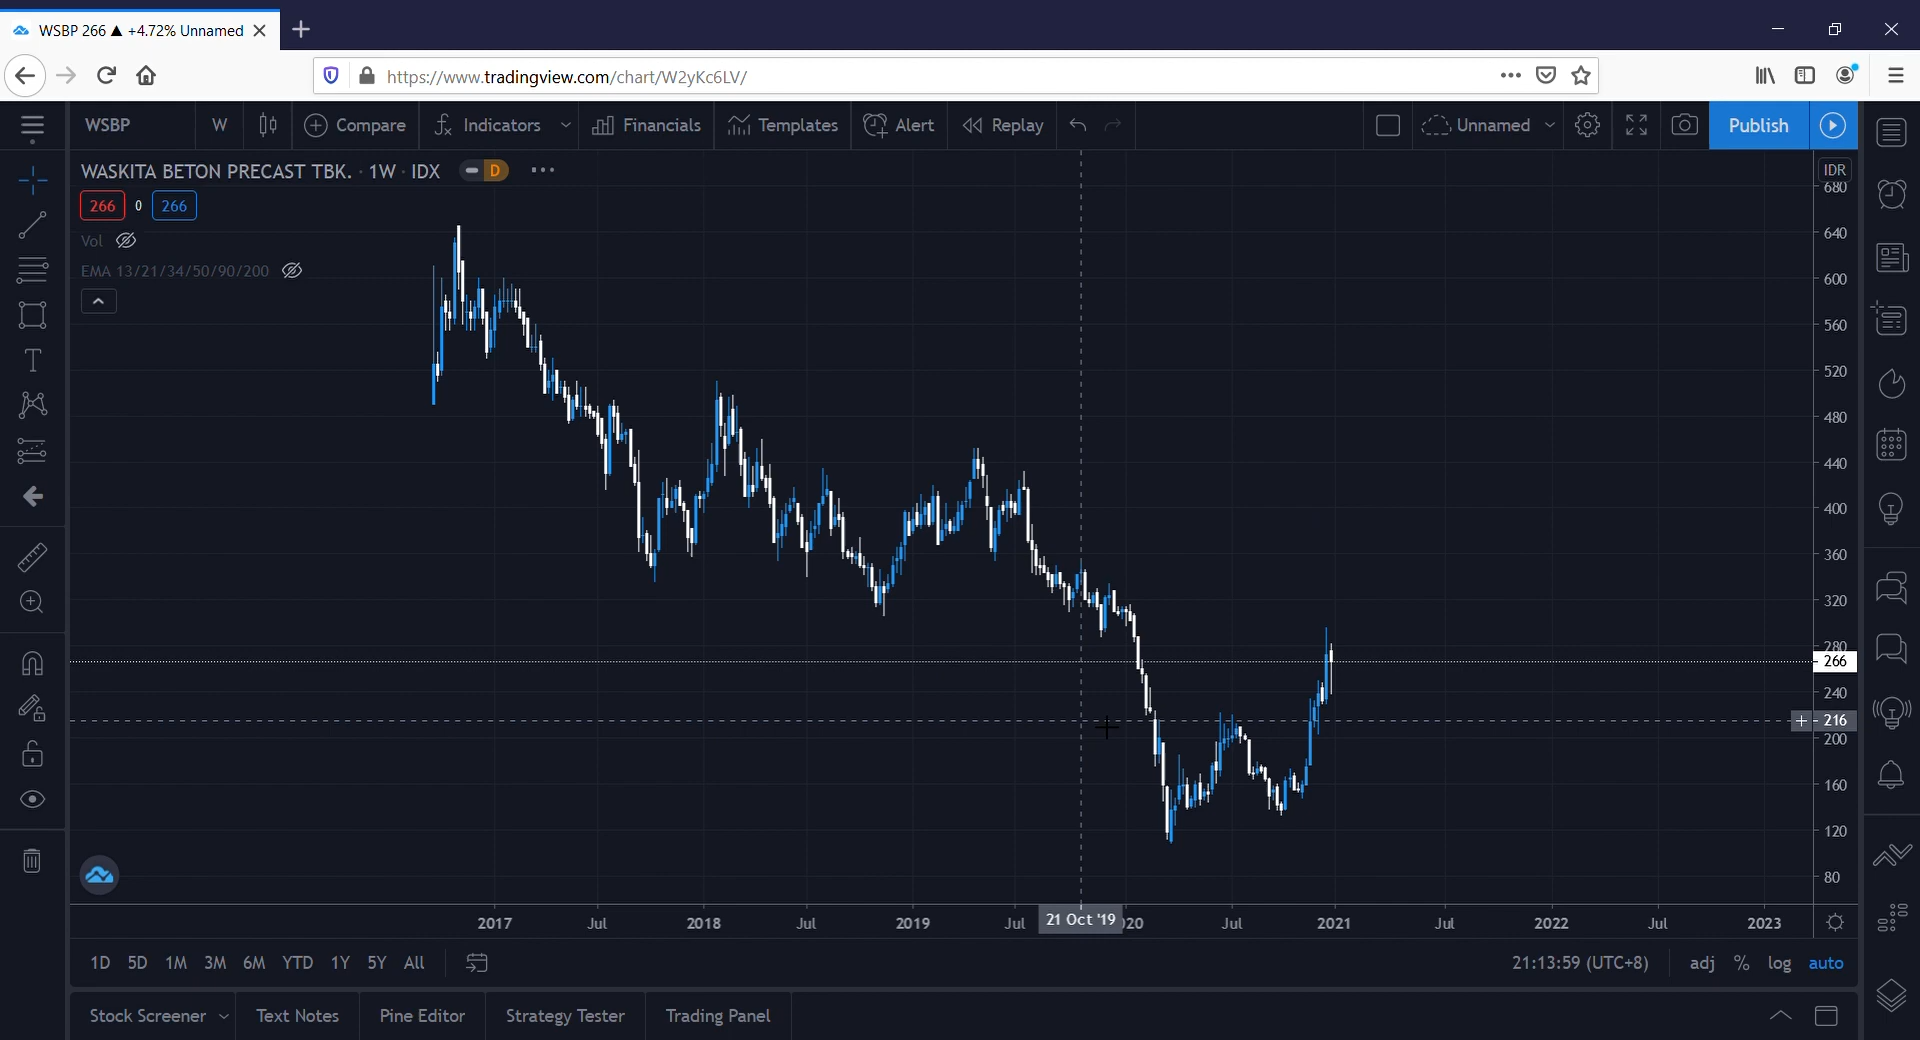 WSBP 266 ▲ +4.72% Unnamed
https://www.tradingview.com/chart/W2yKc6LV/
WSBP W Compare Indicators Financials Templates Alert Replay Unnamed Publish
WASKITA BETON PRECAST TBK. · 1W · IDX D
266 0 266
Vol
EMA 13/21/34/50/90/200
IDR
680
640
600
560
520
480
440
400
360
320
280
266
240
216
200
160
120
80
2017 Jul 2018 Jul 2019 Jul 21 Oct '19 020 Jul 2021 Jul 2022 Jul 2023
1D 5D 1M 3M 6M YTD 1Y 5Y All 21:13:59 (UTC+8) adj % log auto
Stock Screener Text Notes Pine Editor Strategy Tester Trading Panel